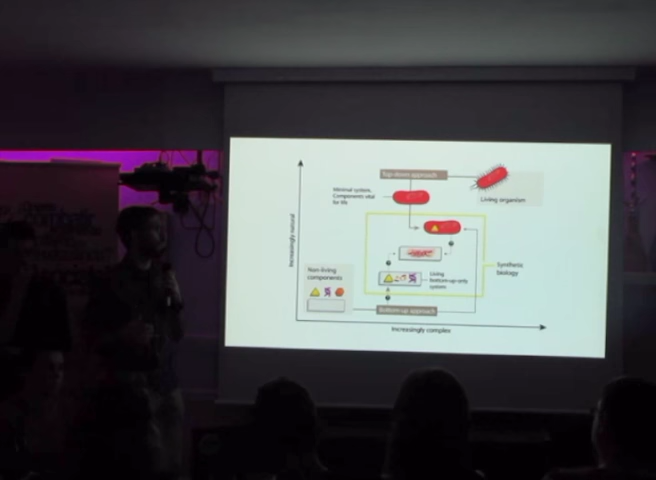 Top-down approach
Minimal system.
Components vital
for life
Living organism
Increasingly natural
Non-living
components
Living
bottom-up-only
system
Synthetic
biology
Bottom-up approach
Increasingly complex